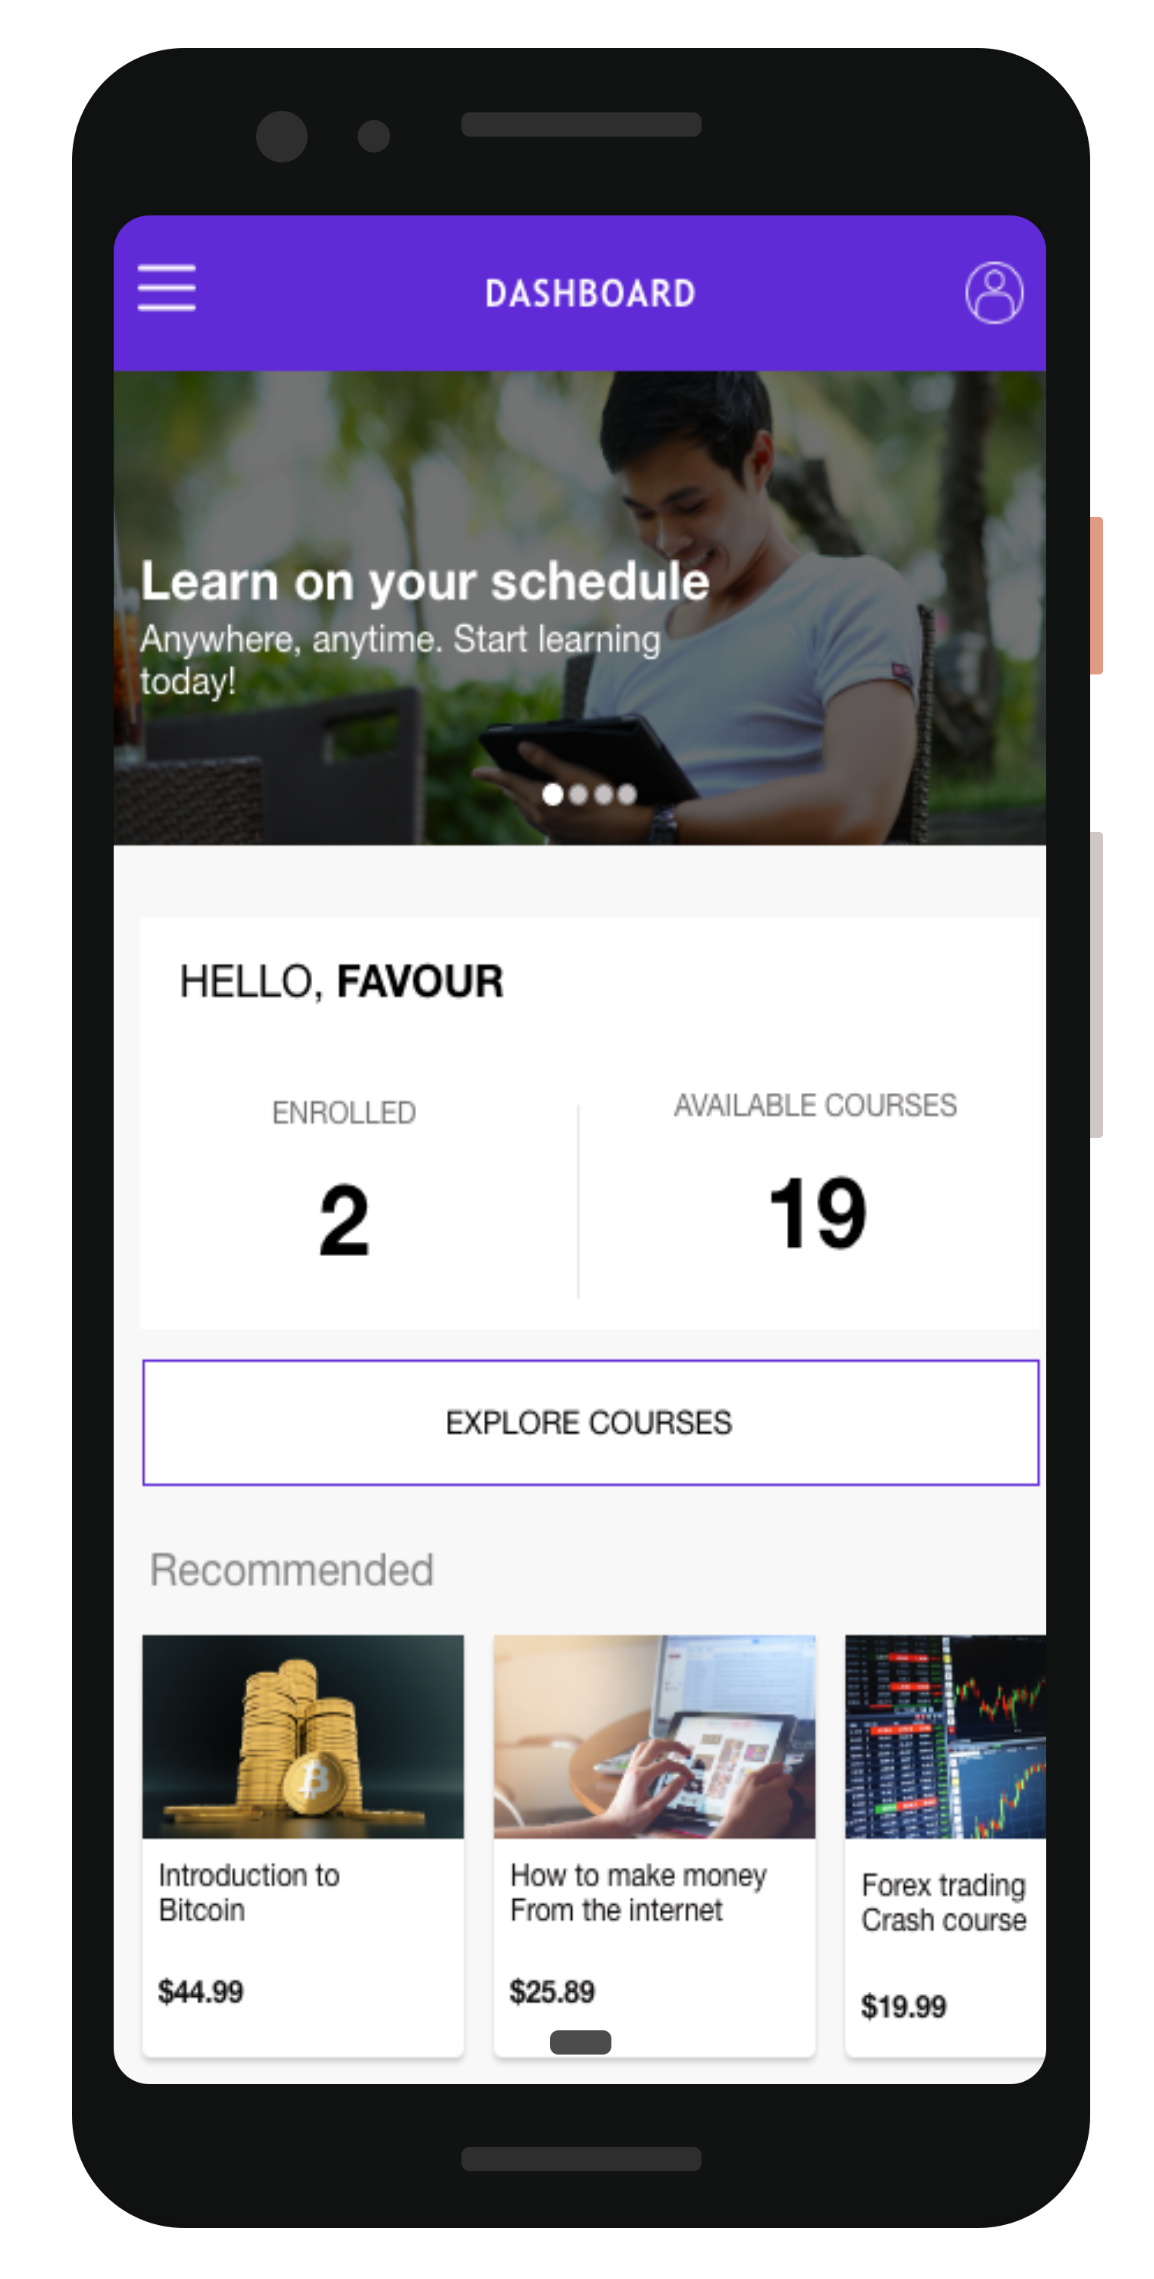 DASHBOARD
Learn on your schedule
Anywhere, anytime. Start learning
today!
HELLO, FAVOUR
ENROLLED
2
AVAILABLE COURSES
19
EXPLORE COURSES
Recommended
Introduction to
Bitcoin
$44.99
How to make money
From the internet
$25.89
Forex trading
Crash course
$19.99